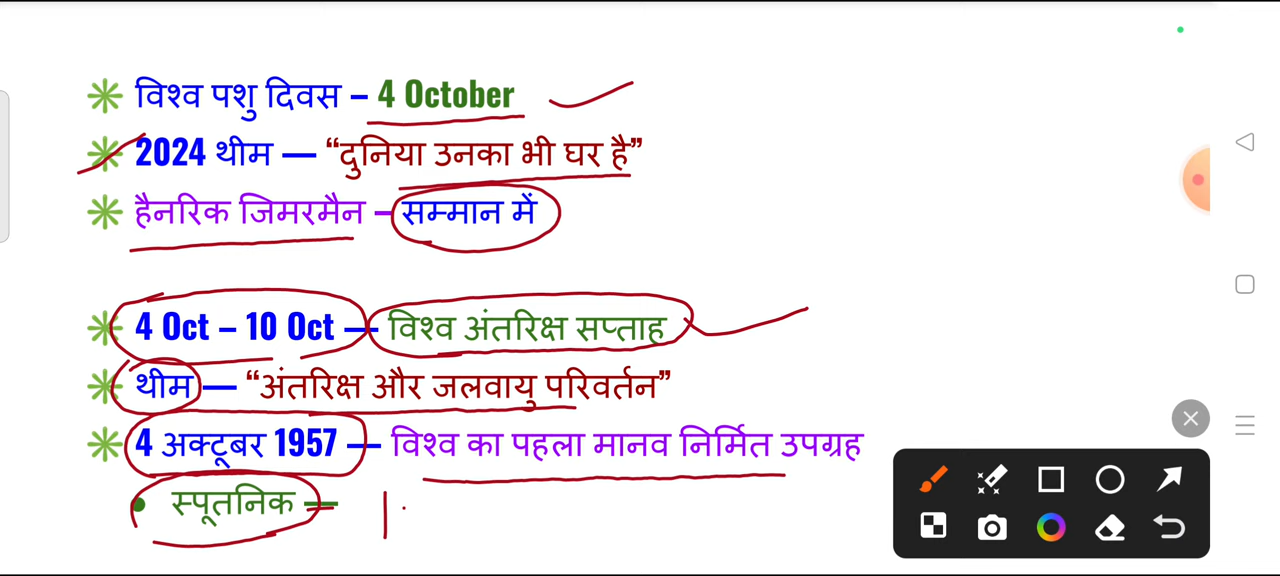 विश्व पशु दिवस – 4 October
2024 थीम — “दुनिया उनका भी घर है”
हैनरिक जिमरमैन – सम्मान में
4 Oct – 10 Oct — विश्व अंतरिक्ष सप्ताह
थीम — “अंतरिक्ष और जलवायु परिवर्तन”
4 अक्टूबर 1957 — विश्व का पहला मानव निर्मित उपग्रह
स्पूतनिक —